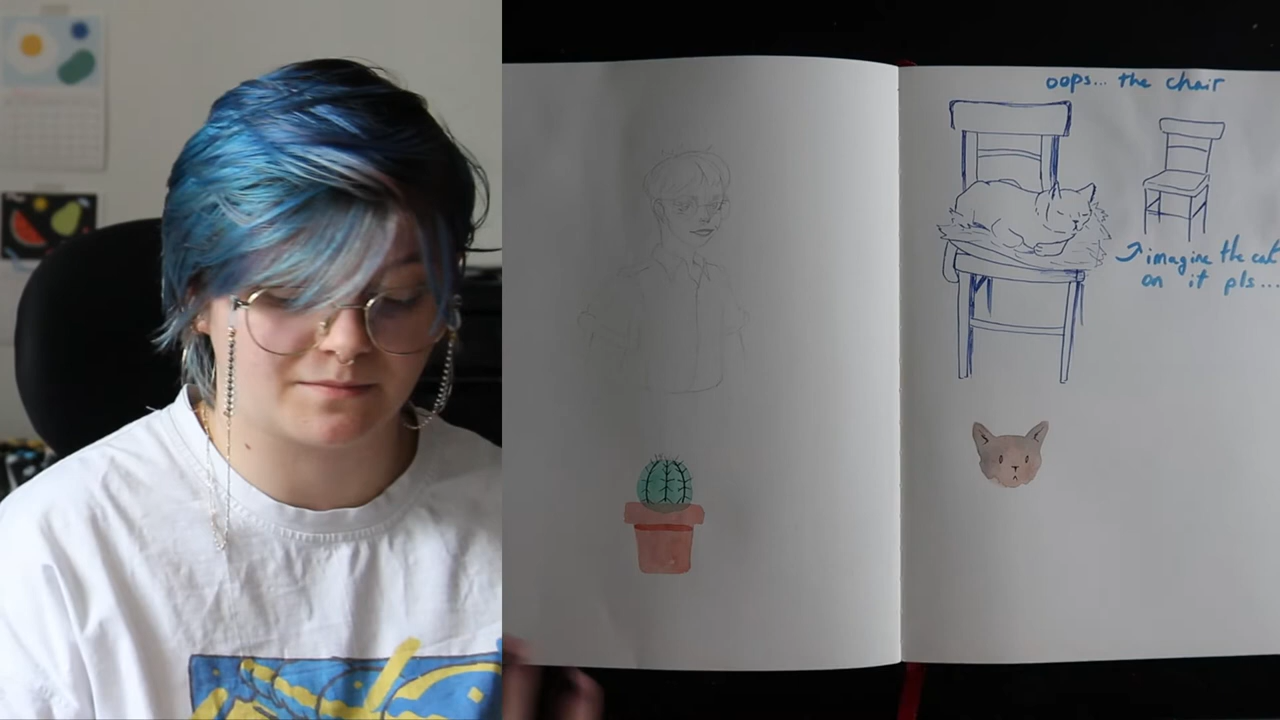 oops... the chair
imagine the cat
on it pls...